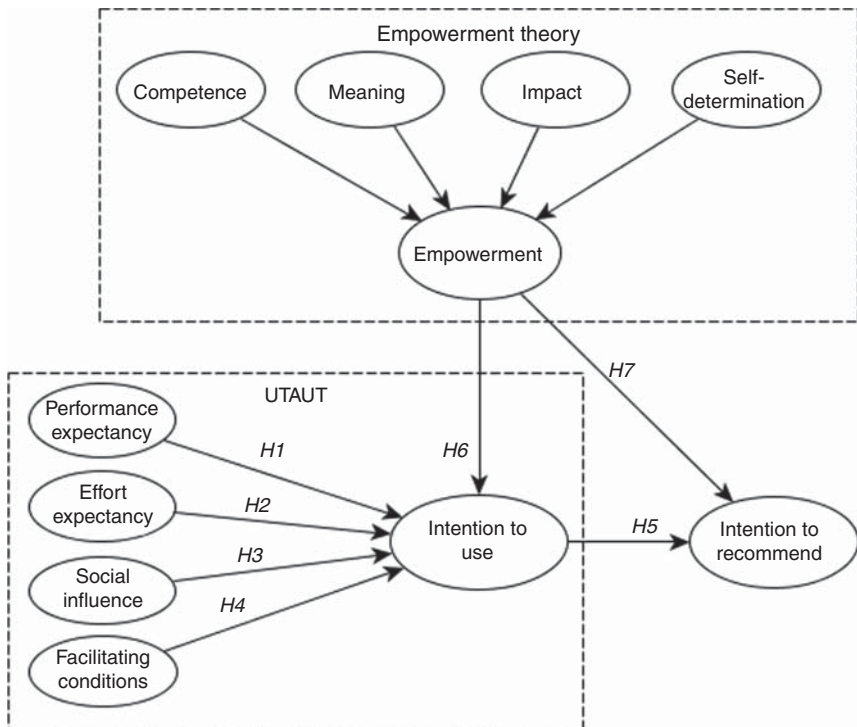 Empowerment theory
Competence
Meaning
Impact
Self-
determination
Empowerment
H7
UTAUT
Performance
expectancy
H1
H6
Effort
expectancy
H2
Intention to
use
H5
Intention to
recommend
H3
Social
influence
H4
Facilitating
conditions